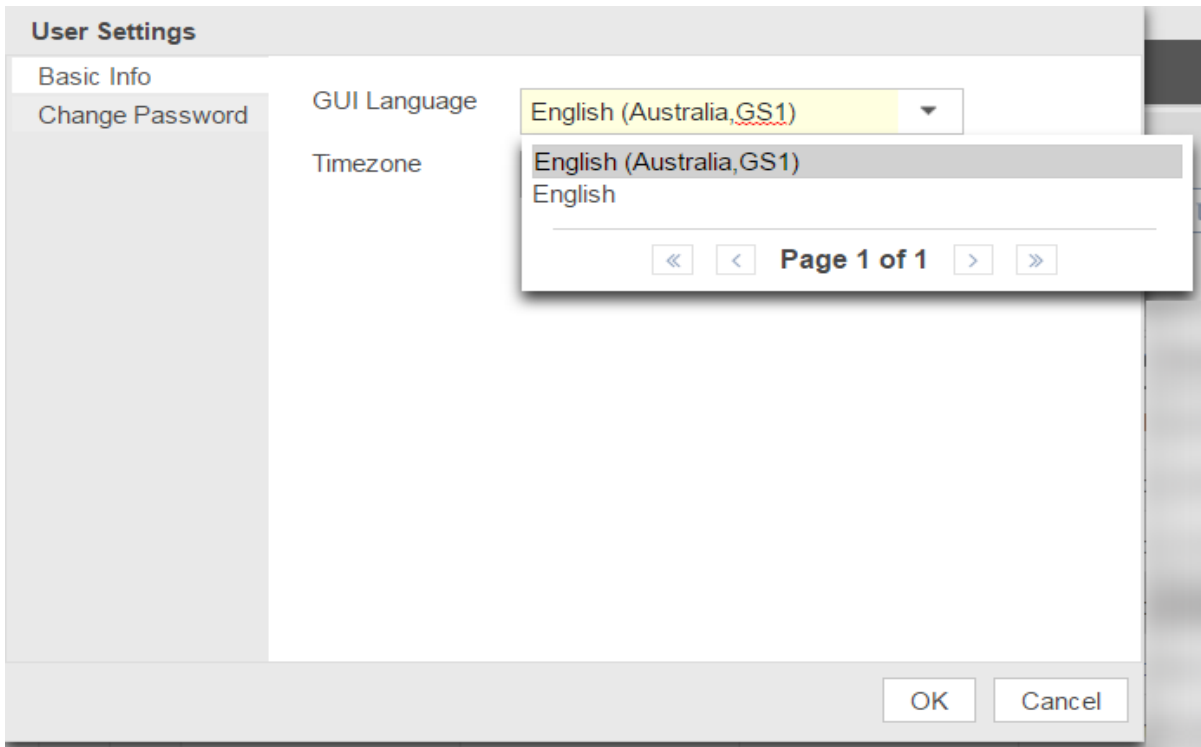 User Settings
Basic Info
Change Password
GUI Language
English (Australia,GS1)
Timezone
English (Australia,GS1)
English
« < Page 1 of 1 > »
OK
Cancel